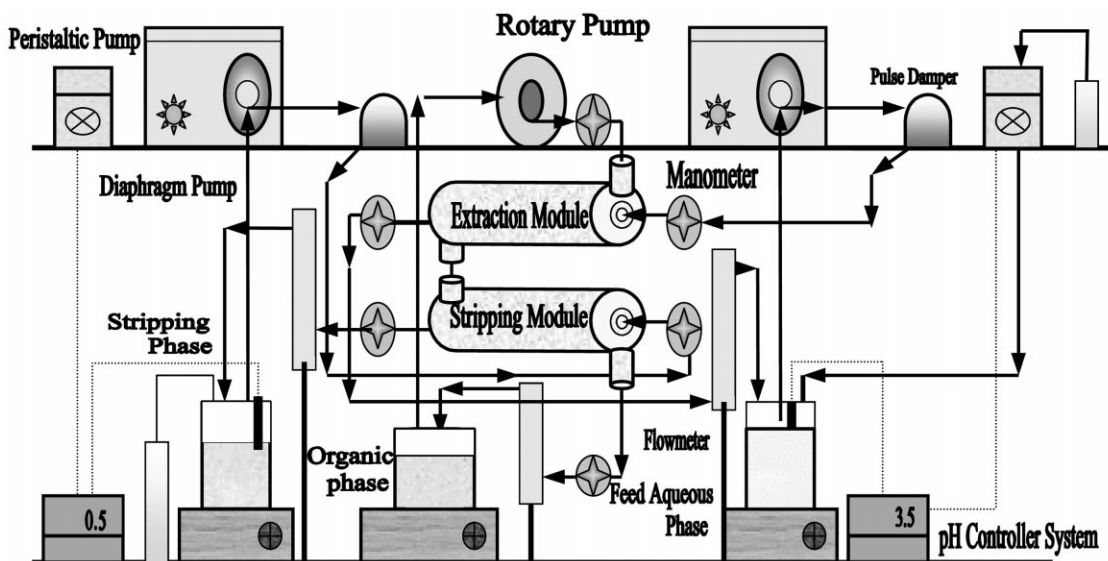 Peristaltic Pump
Rotary Pump
Pulse Damper
Diaphragm Pump
Extraction Module
Manometer
Stripping Module
Stripping
Phase
Organic
phase
Flowmeter
Feed Aqueous
Phase
0.5
3.5
pH Controller System